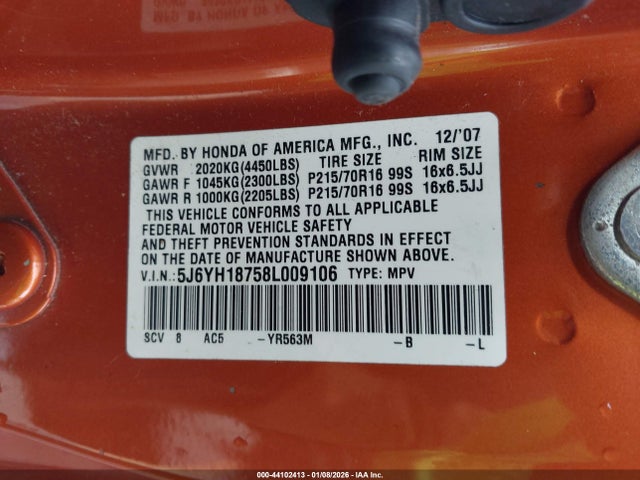 MFD. BY HONDA OF AMERICA MFG., INC. 12/'07
GVWR 2020KG(4450LBS) TIRE SIZE RIM SIZE
GAWR F 1045KG(2300LBS) P215/70R16 99S 16x6.5JJ
GAWR R 1000KG(2205LBS) P215/70R16 99S 16x6.5JJ
THIS VEHICLE CONFORMS TO ALL APPLICABLE
FEDERAL MOTOR VEHICLE SAFETY
AND THEFT PREVENTION STANDARDS IN EFFECT
ON THE DATE OF MANUFACTURE SHOWN ABOVE.
V.I.N.: 5J6YH18758L009106 TYPE: MPV
SCV 8 AC5 -YR563M -B -L
000-44102413 - 01/08/2026 - IAA Inc.